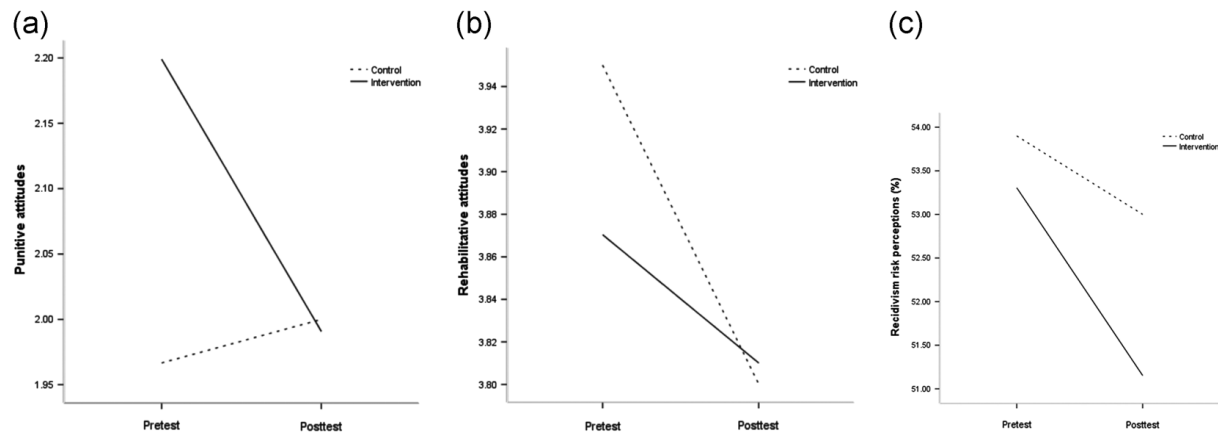 (a)
Punitive attitudes
2.20
2.15
2.10
2.05
2.00
1.95
Control
Intervention
Pretest
Posttest
(b)
Rehabilitative attitudes
3.94
3.92
3.90
3.88
3.86
3.84
3.82
3.80
Control
Intervention
Pretest
Posttest
(c)
Recidivism risk perceptions (%)
54.00
53.50
53.00
52.50
52.00
51.50
51.00
Control
Intervention
Pretest
Posttest